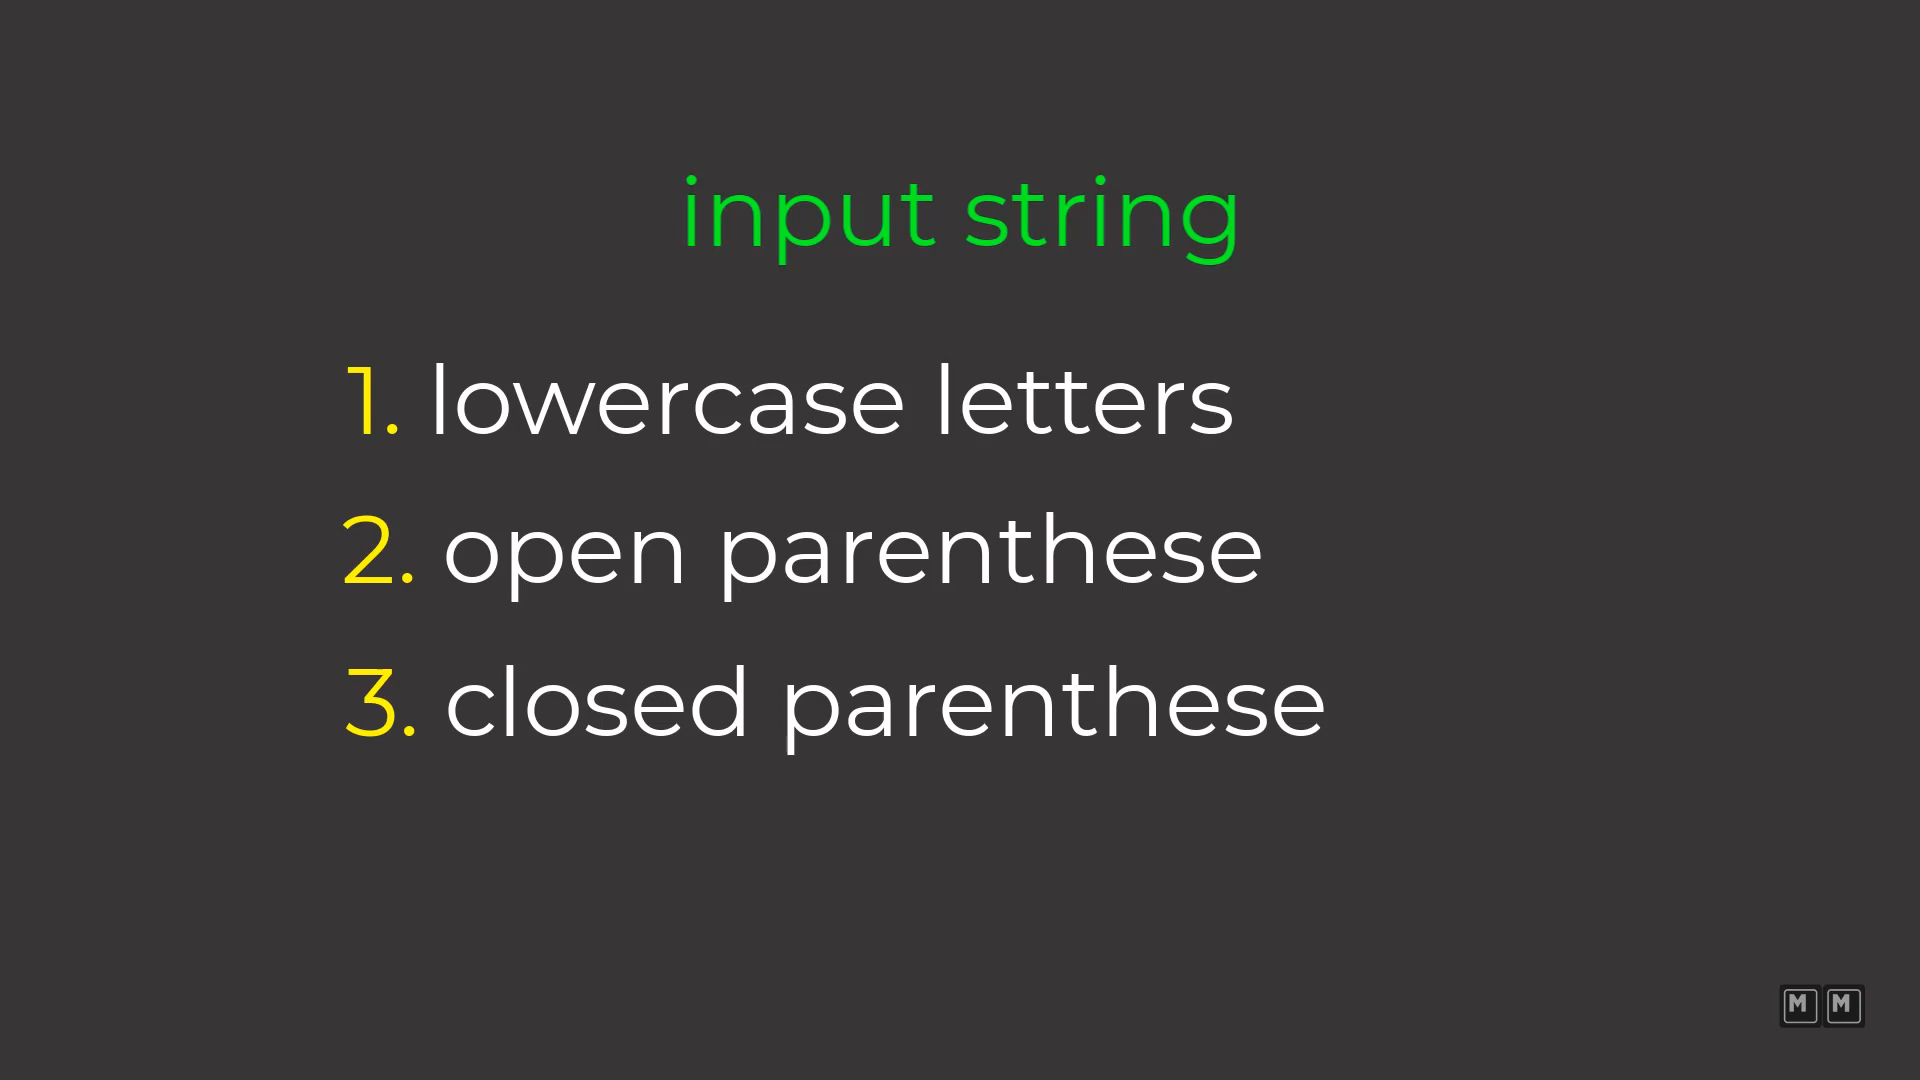 input string
1. lowercase letters
2. open parenthese
3. closed parenthese
M M